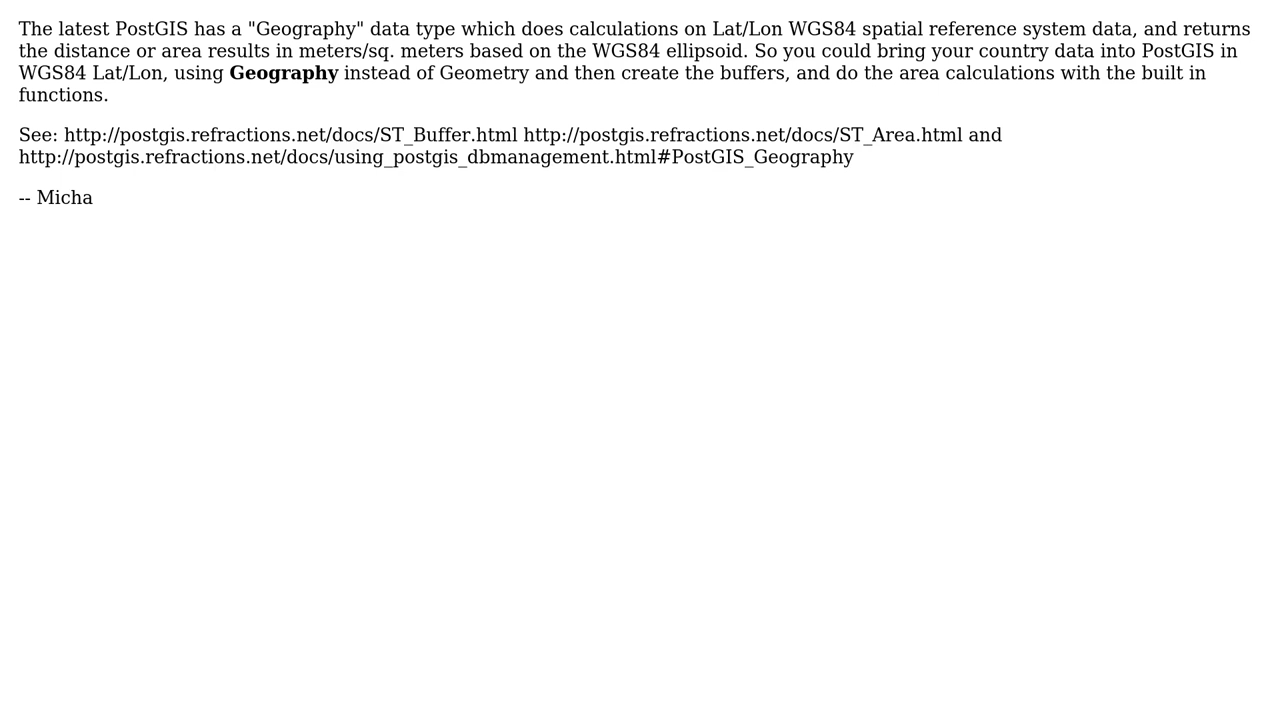 The latest PostGIS has a "Geography" data type which does calculations on Lat/Lon WGS84 spatial reference system data, and returns
the distance or area results in meters/sq. meters based on the WGS84 ellipsoid. So you could bring your country data into PostGIS in
WGS84 Lat/Lon, using Geography instead of Geometry and then create the buffers, and do the area calculations with the built in
functions.
See: http://postgis.refractions.net/docs/ST_Buffer.html http://postgis.refractions.net/docs/ST_Area.html and
http://postgis.refractions.net/docs/using_postgis_dbmanagement.html#PostGIS_Geography
-- Micha